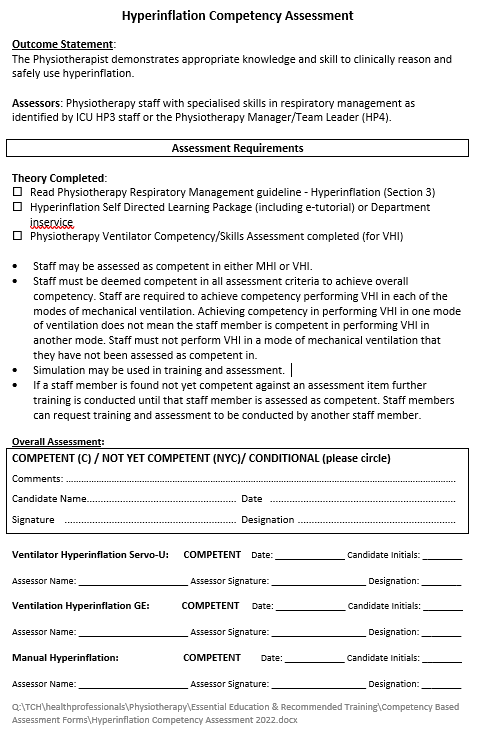 Hyperinflation Competency Assessment
Outcome Statement:
The Physiotherapist demonstrates appropriate knowledge and skill to clinically reason and
safely use hyperinflation.
Assessors: Physiotherapy staff with specialised skills in respiratory management as
identified by ICU HP3 staff or the Physiotherapy Manager/Team Leader (HP4).
Assessment Requirements
Theory Completed:
☐ Read Physiotherapy Respiratory Management guideline - Hyperinflation (Section 3)
☐ Hyperinflation Self Directed Learning Package (including e-tutorial) or Department
inservice
☐ Physiotherapy Ventilator Competency/Skills Assessment completed (for VHI)
• Staff may be assessed as competent in either MHI or VHI.
• Staff must be deemed competent in all assessment criteria to achieve overall
competency. Staff are required to achieve competency performing VHI in each of the
modes of mechanical ventilation. Achieving competency in performing VHI in one mode
of ventilation does not mean the staff member is competent in performing VHI in
another mode. Staff must not perform VHI in a mode of mechanical ventilation that
they have not been assessed as competent in.
• Simulation may be used in training and assessment.
• If a staff member is found not yet competent against an assessment item further
training is conducted until that staff member is assessed as competent. Staff members
can request training and assessment to be conducted by another staff member.
Overall Assessment:
COMPETENT (C) / NOT YET COMPETENT (NYC)/ CONDITIONAL (please circle)
Comments: ........................................................................
Candidate Name................................ Date ................................
Signature ................................ Designation ................................
Ventilator Hyperinflation Servo-U: COMPETENT Date: ______________ Candidate Initials: ________
Assessor Name: ______________________ Assessor Signature: ___________________ Designation: ________
Ventilation Hyperinflation GE: COMPETENT Date: ______________ Candidate Initials: ________
Assessor Name: ______________________ Assessor Signature: ___________________ Designation: ________
Manual Hyperinflation: COMPETENT Date: ____________ Candidate Initials: ________
Assessor Name: ______________________ Assessor Signature: ___________________ Designation: ________
Q:\TCH\healthprofessionals\Physiotherapy\Essential Education & Recommended Training\Competency Based
Assessment Forms\Hyperinflation Competency Assessment 2022.docx